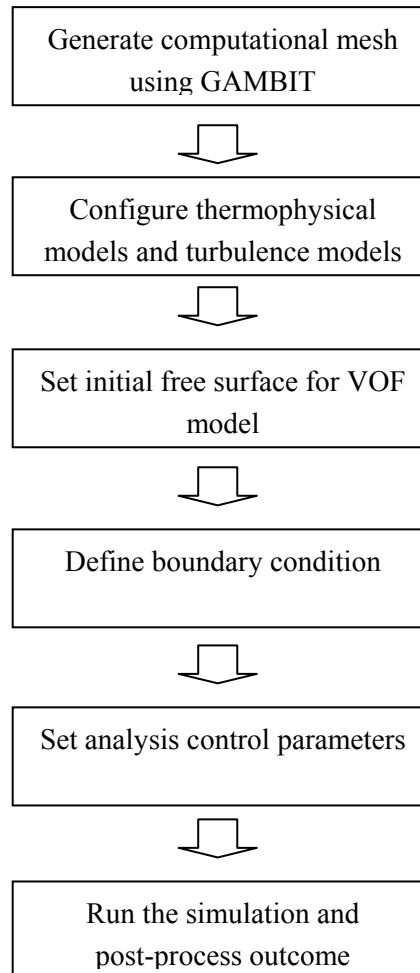 Generate computational mesh
using GAMBIT
Configure thermophysical
models and turbulence models
Set initial free surface for VOF
model
Define boundary condition
Set analysis control parameters
Run the simulation and
post-process outcome